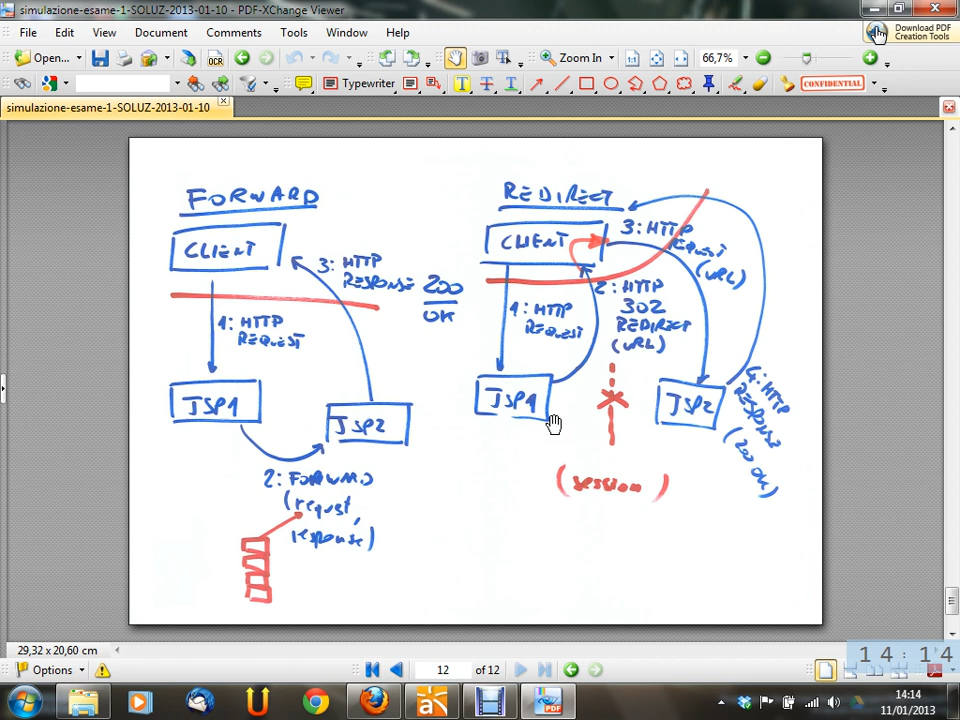 simulazione-esame-1-SOLUZ-2013-01-10 - PDF-XChange Viewer
File Edit View Document Comments Tools Window Help
Download PDF
Creation Tools
Open...
OCR
Zoom In
66,7%
Typewriter
CONFIDENTIAL
simulazione-esame-1-SOLUZ-2013-01-10
FORWARD
CLIENT
3: HTTP
RESPONSE 200
OK
1: HTTP
REQUEST
JSP1
JSP2
2: FORWARD
(request,
response)
REDIRECT
CLIENT
3: HTTP
REQUEST
(URL)
2: HTTP
302
REDIRECT
(URL)
1: HTTP
REQUEST
JSP1
JSP2
4: HTTP
RESPONSE
(200 OK)
(session)
29,32 x 20,60 cm
14:14
Options
12 of 12
PDF
14:14
11/01/2013